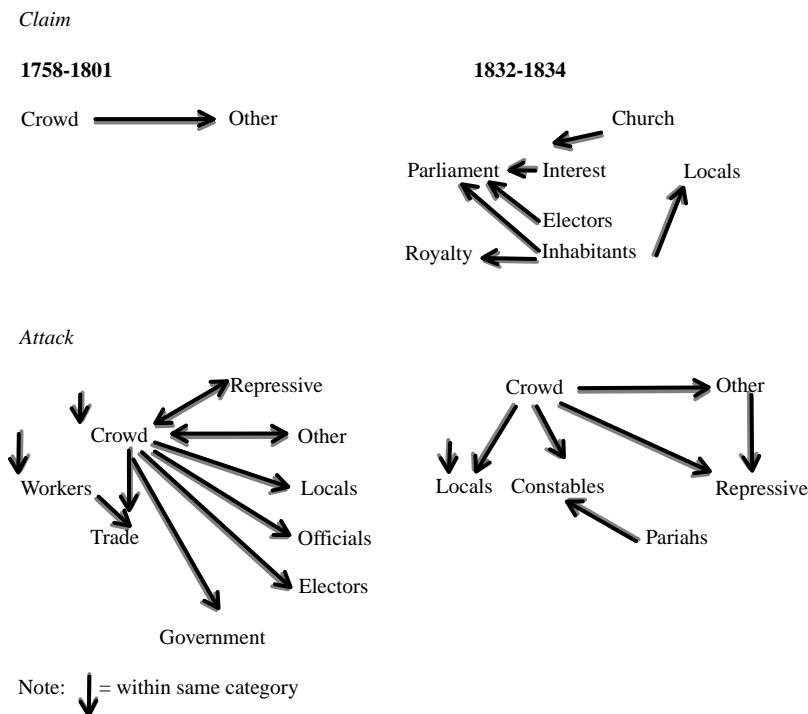 Claim
1758-1801 1832-1834
Crowd Other
Church
Parliament Interest Locals
Electors
Royalty Inhabitants
Attack
Repressive
Crowd Other
Crowd Other
Workers Locals
Locals Constables Repressive
Trade Officials
Pariahs
Electors
Government
Note: = within same category